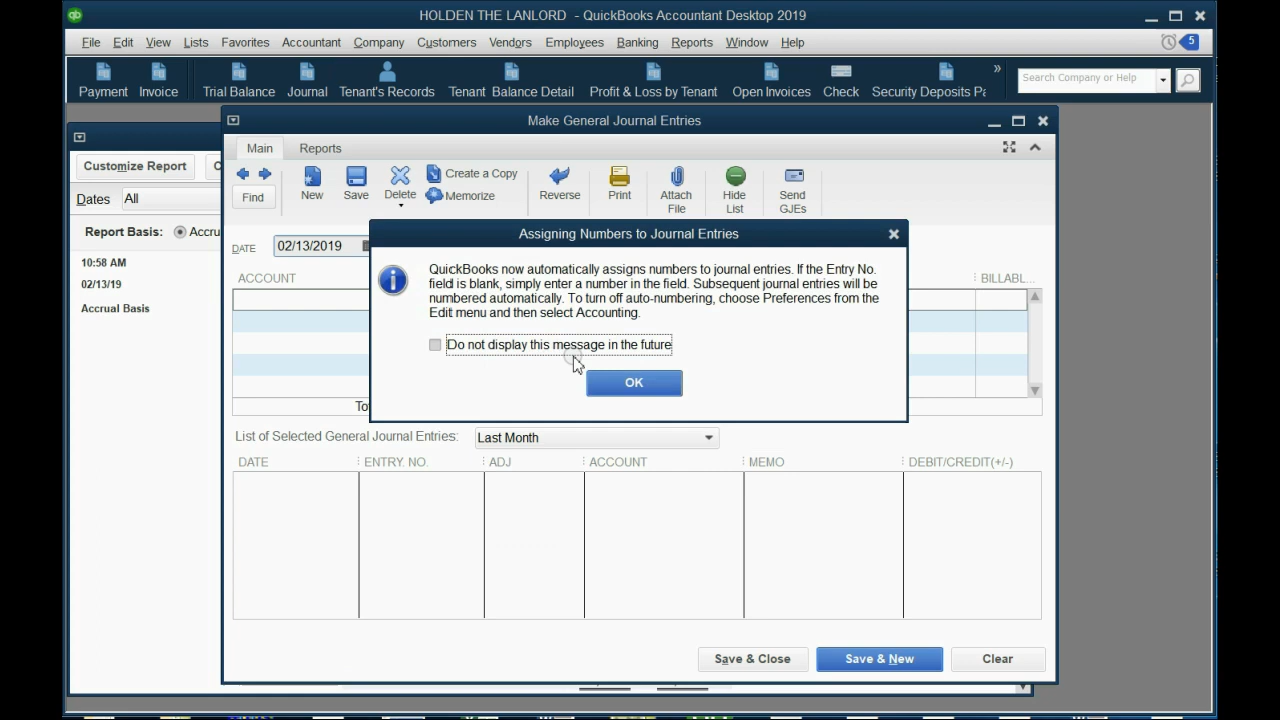 HOLDEN THE LANLORD - QuickBooks Accountant Desktop 2019
File Edit View Lists Favorites Accountant Company Customers Vendors Employees Banking Reports Window Help 5
Payment Invoice Trial Balance Journal Tenant's Records Tenant Balance Detail Profit & Loss by Tenant Open Invoices Check Security Deposits Pa » Search Company or Help
Make General Journal Entries
Main Reports
Customize Report C
Create a Copy
Find New Save Delete Memorize Reverse Print Attach File Hide List Send GJEs
Dates All
Report Basis: Accru
Assigning Numbers to Journal Entries
DATE 02/13/2019
10:58 AM
02/13/19
Accrual Basis
ACCOUNT BILLABL...
QuickBooks now automatically assigns numbers to journal entries. If the Entry No.
field is blank, simply enter a number in the field. Subsequent journal entries will be
numbered automatically. To turn off auto-numbering, choose Preferences from the
Edit menu and then select Accounting.
Do not display this message in the future
OK
To
List of Selected General Journal Entries: Last Month
DATE ENTRY NO. ADJ ACCOUNT MEMO DEBIT/CREDIT(+/-)
Save & Close Save & New Clear